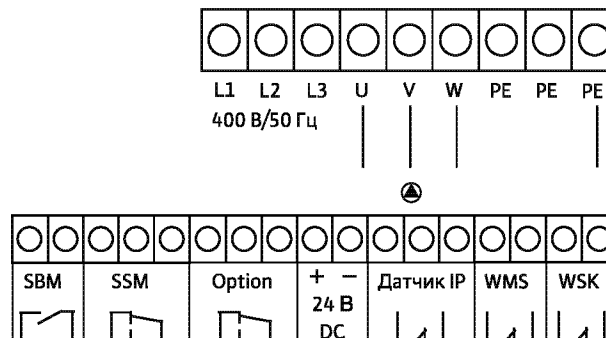 L1 L2 L3 U V W PE PE PE
400 В/50 Гц
SBM SSM Option + − Датчик IP WMS WSK
24 В
DC